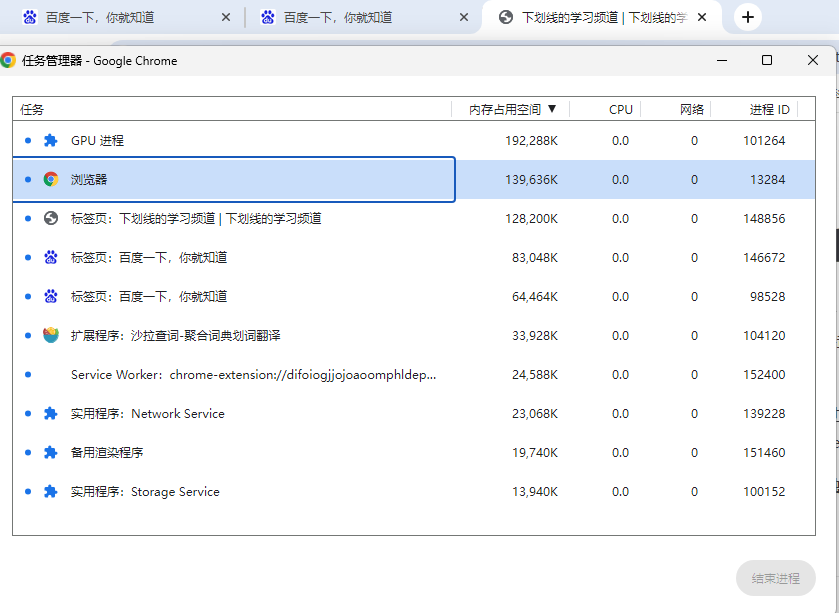 百度一下，你就知道
百度一下，你就知道
下划线的学习频道 | 下划线的学
任务管理器 - Google Chrome
任务 内存占用空间 ▼ CPU 网络 进程 ID
GPU 进程 192,288K 0.0 0 101264
浏览器 139,636K 0.0 0 13284
标签页：下划线的学习频道 | 下划线的学习频道 128,200K 0.0 0 148856
标签页：百度一下，你就知道 83,048K 0.0 0 146672
标签页：百度一下，你就知道 64,464K 0.0 0 98528
扩展程序：沙拉查词-聚合词典划词翻译 33,928K 0.0 0 104120
Service Worker：chrome-extension://difoiogjjojoaoomphldep... 24,588K 0.0 0 152400
实用程序：Network Service 23,068K 0.0 0 139228
备用渲染程序 19,740K 0.0 0 151460
实用程序：Storage Service 13,940K 0.0 0 100152
结束进程